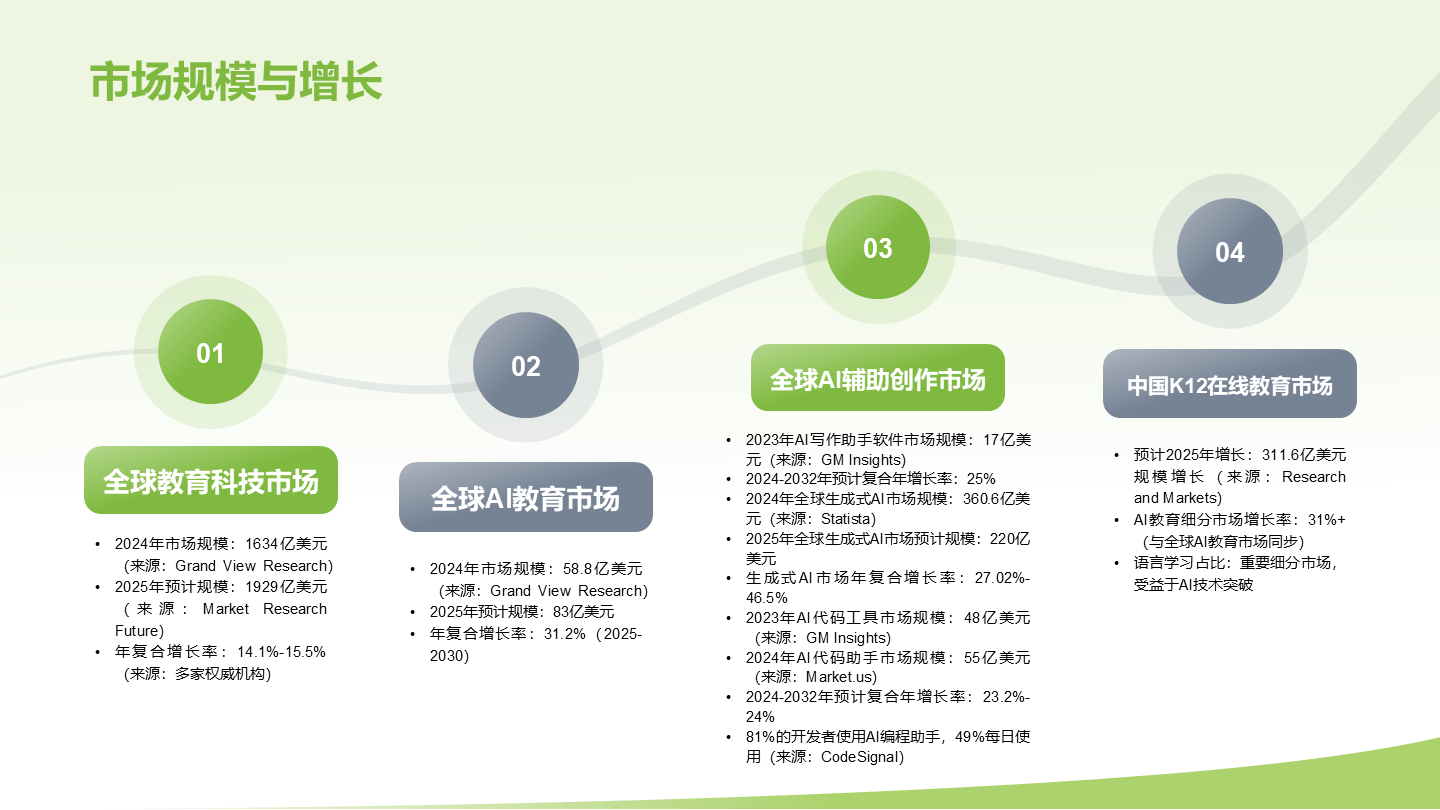 市场规模与增长
01
全球教育科技市场
• 2024年市场规模：1634亿美元
（来源：Grand View Research）
• 2025年预计规模：1929亿美元
（来源：Market Research
Future）
• 年复合增长率：14.1%-15.5%
（来源：多家权威机构）
02
全球AI教育市场
• 2024年市场规模：58.8亿美元
（来源：Grand View Research）
• 2025年预计规模：83亿美元
• 年复合增长率：31.2%（2025-
2030）
03
全球AI辅助创作市场
• 2023年AI写作助手软件市场规模：17亿美
元（来源：GM Insights）
• 2024-2032年预计复合年增长率：25%
• 2024年全球生成式AI市场规模：360.6亿美
元（来源：Statista）
• 2025年全球生成式AI市场预计规模：220亿
美元
• 生成式AI市场年复合增长率：27.02%-
46.5%
• 2023年AI代码工具市场规模：48亿美元
（来源：GM Insights）
• 2024年AI代码助手市场规模：55亿美元
（来源：Market.us）
• 2024-2032年预计复合年增长率：23.2%-
24%
• 81%的开发者使用AI编程助手，49%每日使
用（来源：CodeSignal）
04
中国K12在线教育市场
• 预计2025年增长：311.6亿美元
规模增长（来源：Research
and Markets）
• AI教育细分市场增长率：31%+
（与全球AI教育市场同步）
• 语言学习占比：重要细分市场，
受益于AI技术突破